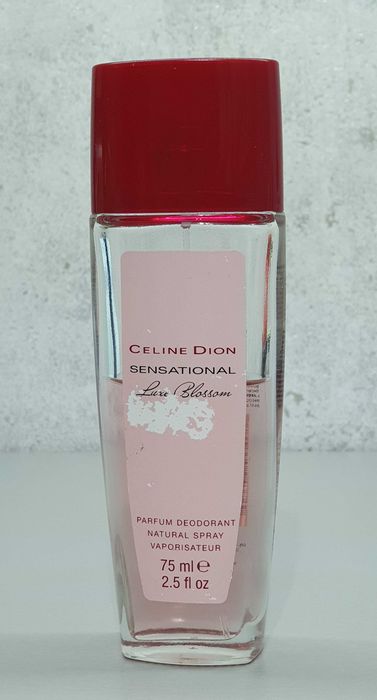 CELINE DION
SENSATIONAL
Luxe Blossom
PARFUM DEODORANT
NATURAL SPRAY
VAPORISATEUR
75 ml e
2.5 fl oz